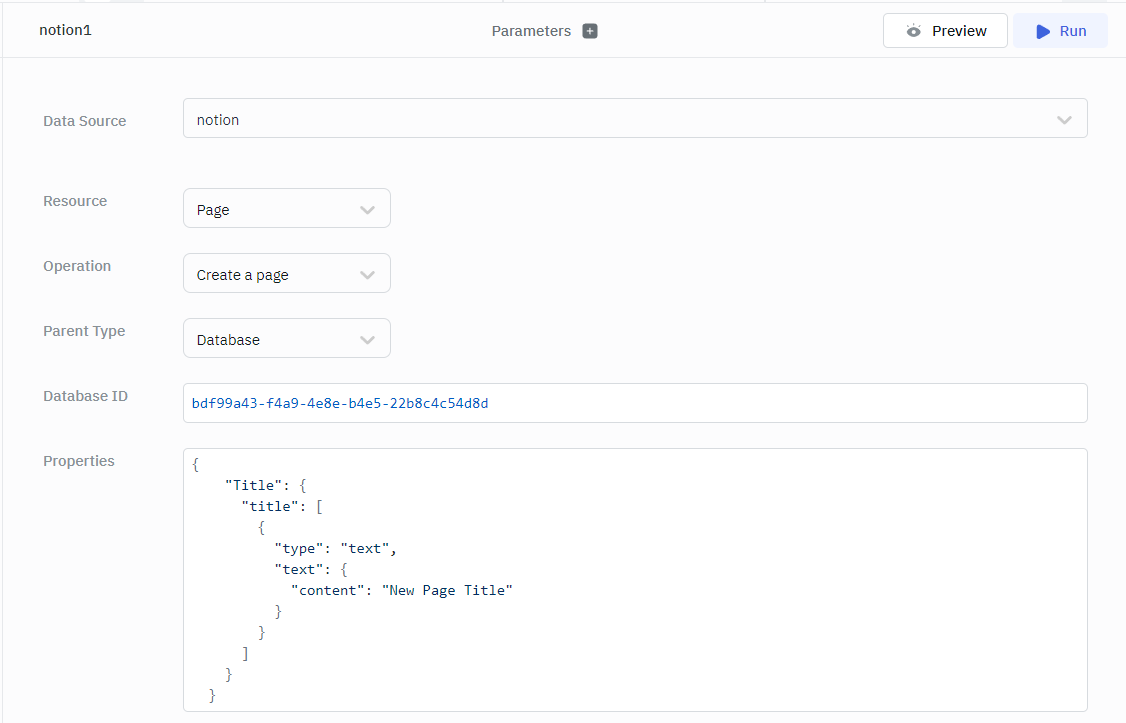 notion1 Parameters + Preview Run
Data Source notion
Resource Page
Operation Create a page
Parent Type Database
Database ID bdf99a43-f4a9-4e8e-b4e5-22b8c4c54d8d
Properties {
"Title": {
"title": [
{
"type": "text",
"text": {
"content": "New Page Title"
}
}
]
}
}